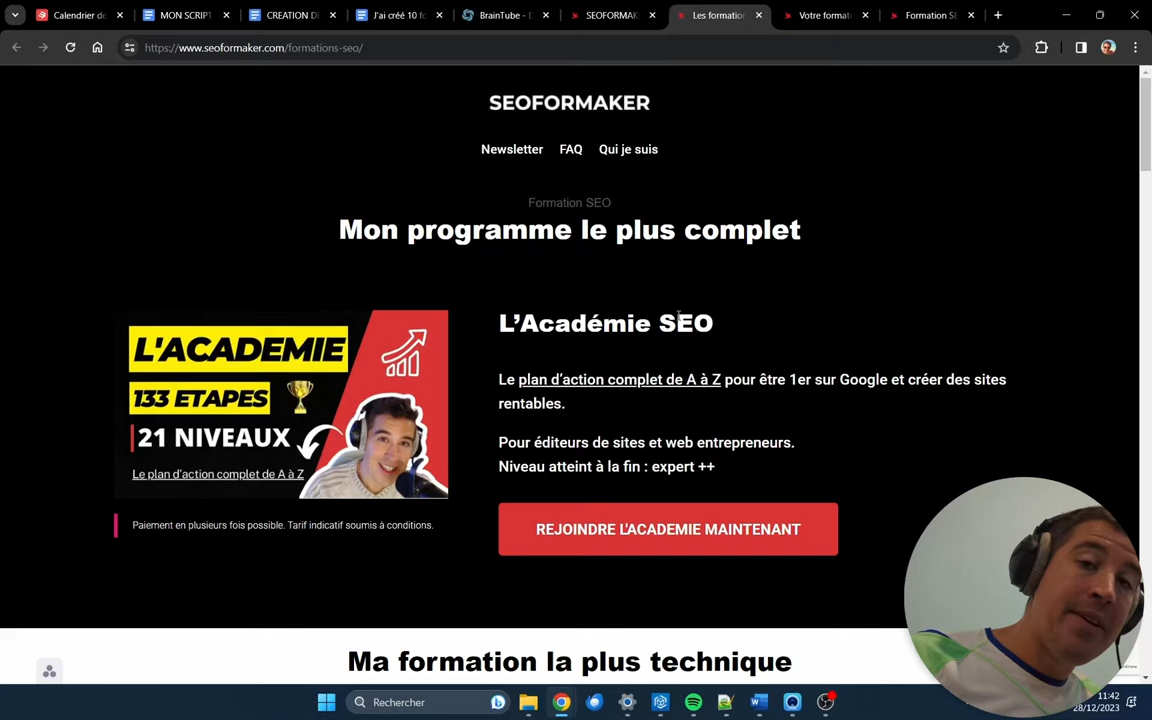 Calendrier de
MON SCRIPT
CREATION D
J'ai créé 10 fo
BrainTube - D
SEOFORMAK
Les formation
Votre format
Formation SE
https://www.seoformaker.com/formations-seo/
SEOFORMAKER
Newsletter FAQ Qui je suis
Formation SEO
Mon programme le plus complet
L'ACADEMIE
133 ETAPES
21 NIVEAUX
Le plan d'action complet de A à Z
Paiement en plusieurs fois possible. Tarif indicatif soumis à conditions.
L'Académie SEO
Le plan d'action complet de A à Z pour être 1er sur Google et créer des sites
rentables.
Pour éditeurs de sites et web entrepreneurs.
Niveau atteint à la fin : expert ++
REJOINDRE L'ACADEMIE MAINTENANT
Ma formation la plus technique
Rechercher
11:42
28/12/2023